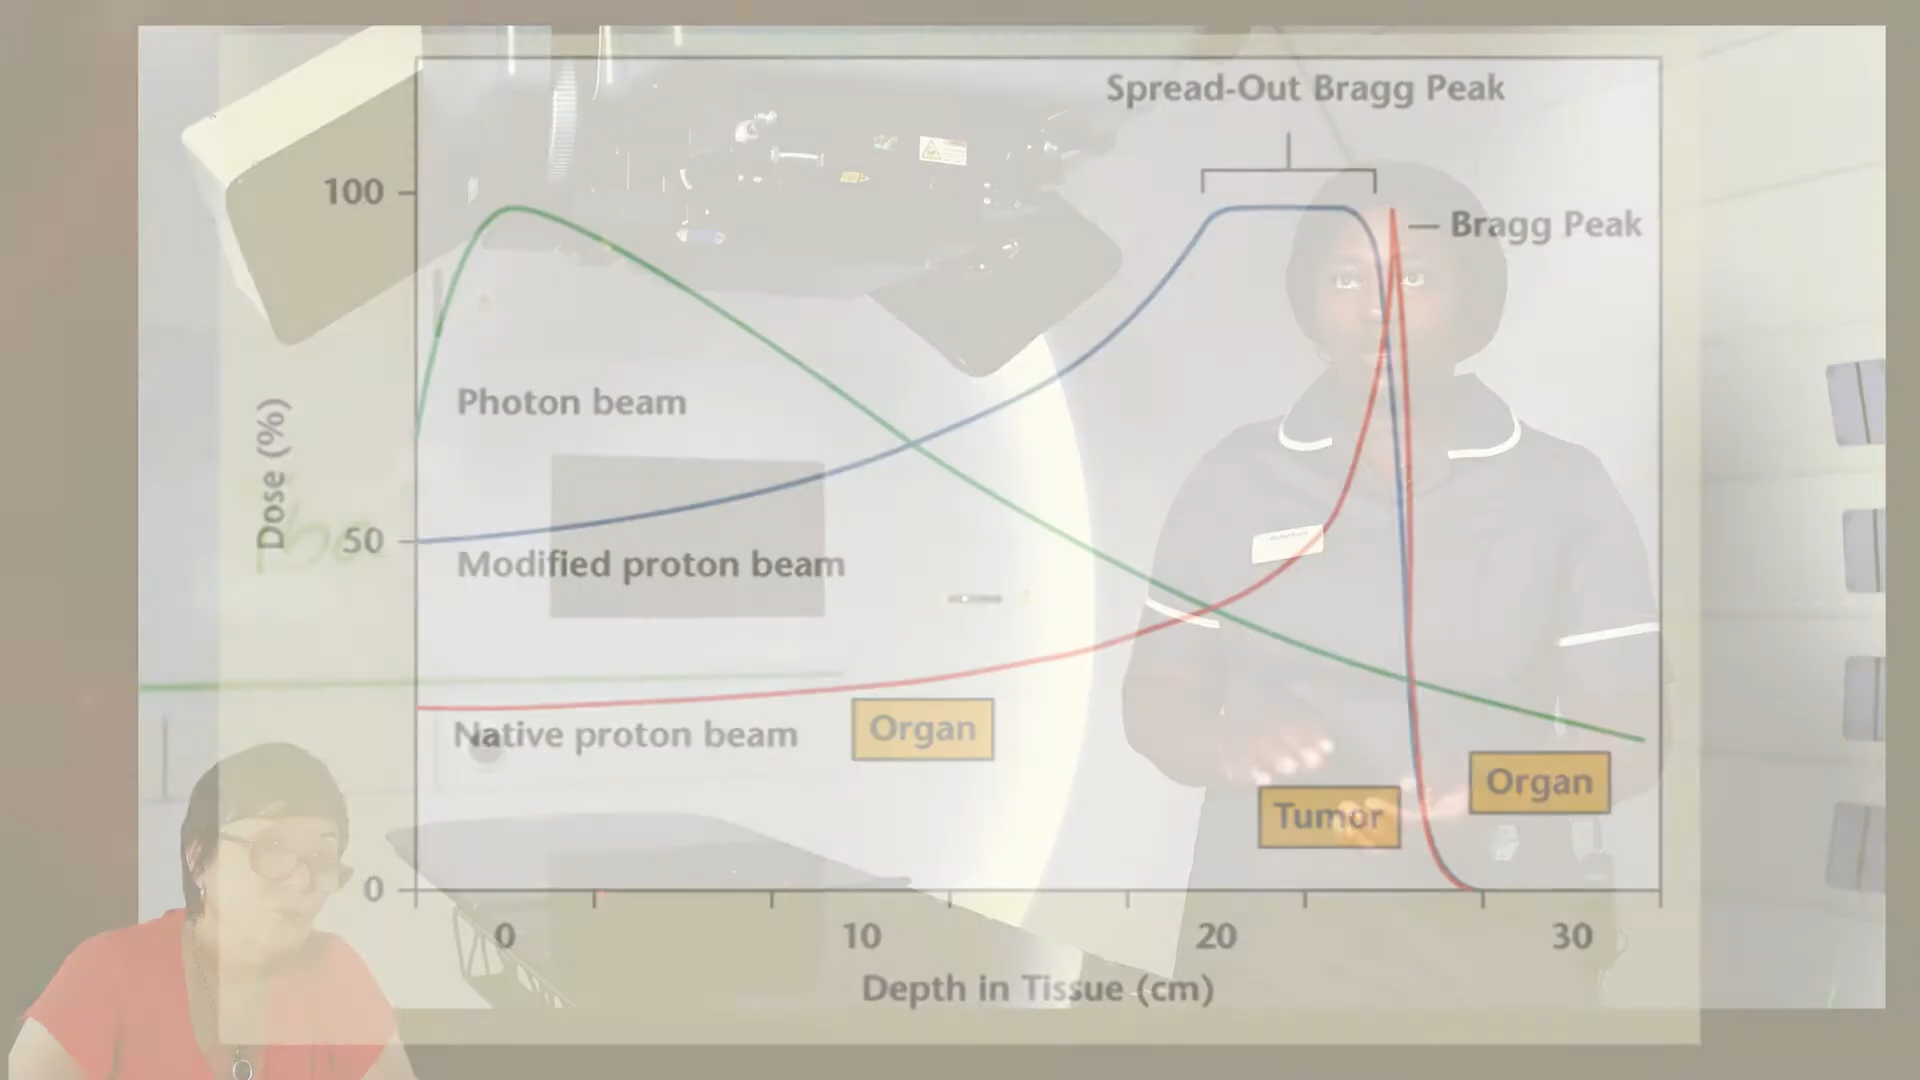 Spread-Out Bragg Peak
100
Bragg Peak
Photon beam
Dose (%)
50
Modified proton beam
Native proton beam
Organ
Organ
Tumor
0
0
10
20
30
Depth in Tissue (cm)